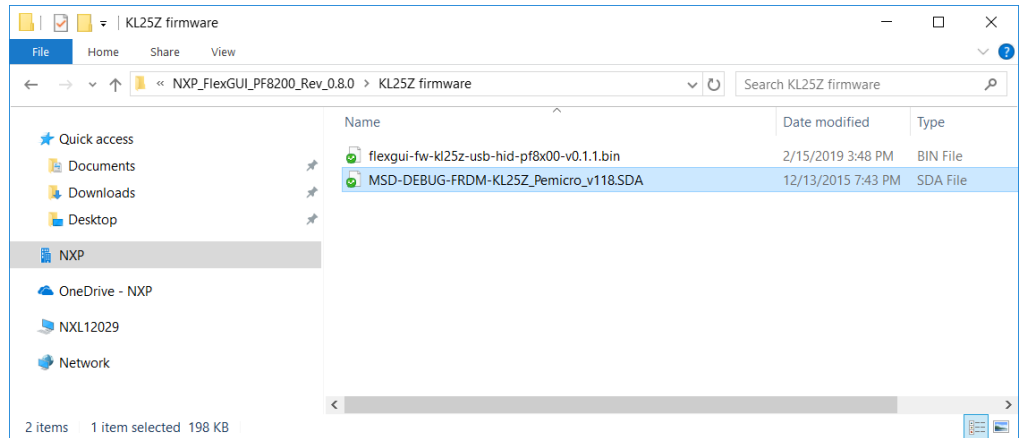 KL25Z firmware
File Home Share View
« NXP_FlexGUI_PF8200_Rev_0.8.0 > KL25Z firmware Search KL25Z firmware
Name Date modified Type
Quick access
Documents
Downloads
Desktop
NXP
OneDrive - NXP
NXL12029
Network
flexgui-fw-kl25z-usb-hid-pf8x00-v0.1.1.bin 2/15/2019 3:48 PM BIN File
MSD-DEBUG-FRDM-KL25Z_Pemicro_v118.SDA 12/13/2015 7:43 PM SDA File
2 items 1 item selected 198 KB